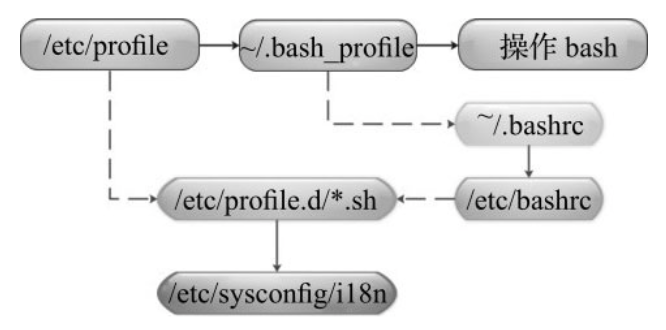 /etc/profile
~/.bash_profile
操作 bash
~/.bashrc
/etc/profile.d/*.sh
/etc/bashrc
/etc/sysconfig/i18n